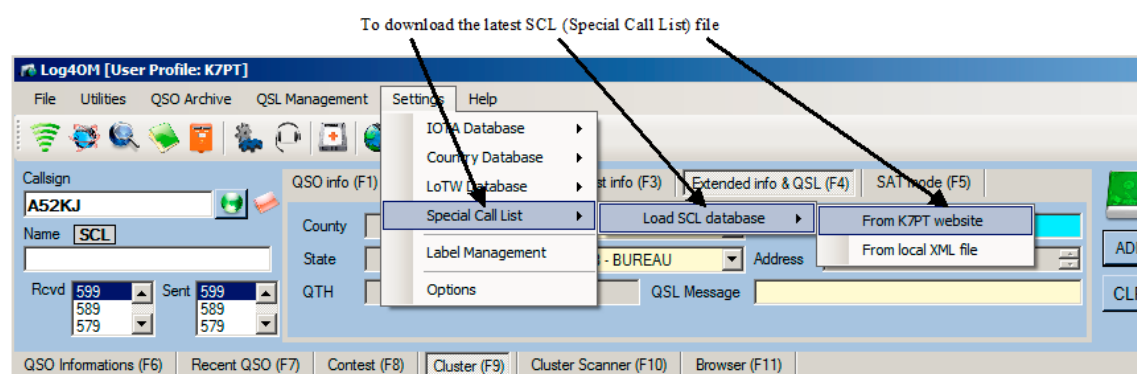 To download the latest SCL (Special Call List) file
Log4OM [User Profile: K7PT]
File Utilities QSO Archive QSL Management Settings Help
IOTA Database
Country Database
LoTW Database
Special Call List
Label Management
Options
Load SCL database
From K7PT website
From local XML file
Callsign
A52KJ
Name SCL
Rcvd 599 589 579 Sent 599 589 579
QSO info (F1) st info (F3) Extended info & QSL (F4) SAT mode (F5)
County
State - BUREAU Address
QTH QSL Message
QSO Informations (F6) Recent QSO (F7) Contest (F8) Cluster (F9) Cluster Scanner (F10) Browser (F11)